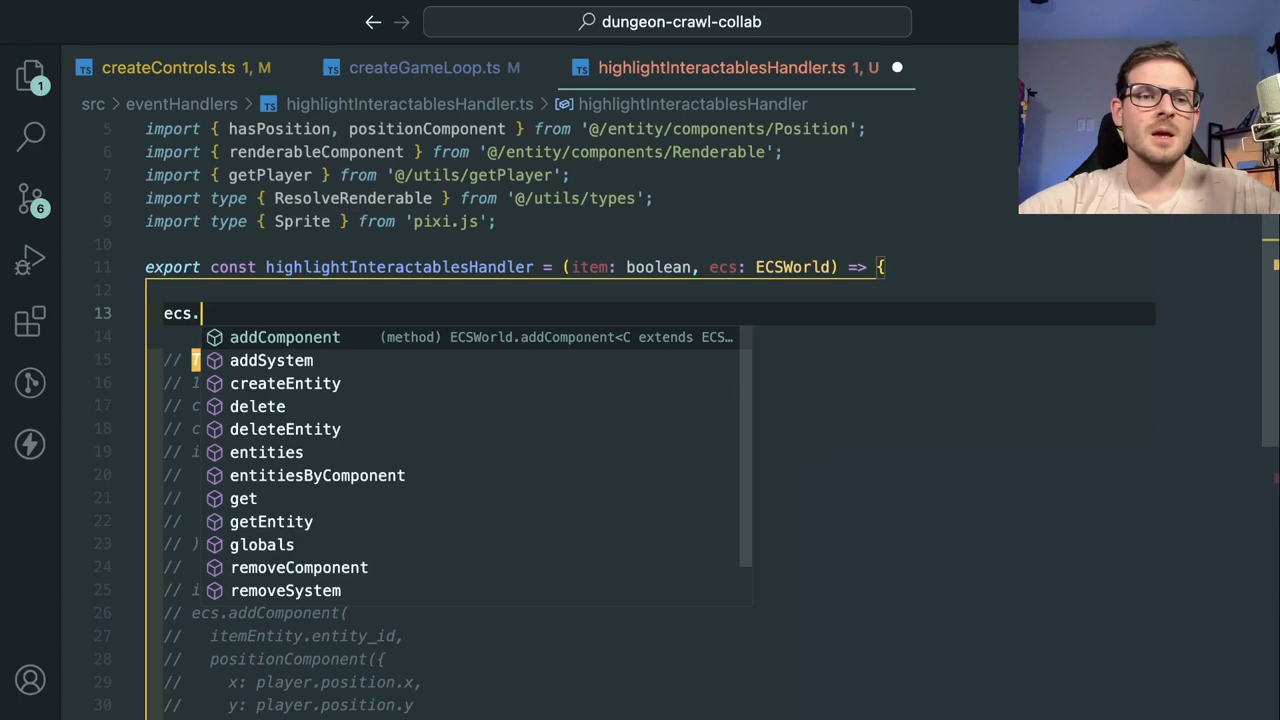 dungeon-crawl-collab
createControls.ts 1, M
createGameLoop.ts M
highlightInteractablesHandler.ts 1, U
src > eventHandlers > highlightInteractablesHandler.ts > highlightInteractablesHandler
5 import { hasPosition, positionComponent } from '@/entity/components/Position';
6 import { renderableComponent } from '@/entity/components/Renderable';
7 import { getPlayer } from '@/utils/getPlayer';
8 import type { ResolveRenderable } from '@/utils/types';
9 import type { Sprite } from 'pixi.js';
10
11 export const highlightInteractablesHandler = (item: boolean, ecs: ECSWorld) => {
12
13 ecs.
14 addComponent (method) ECSWorld.addComponent<C extends ECS…
15 // T addSystem
16 // l createEntity
17 // c delete
18 // c deleteEntity
19 // i entities
20 // entitiesByComponent
21 // get
22 // getEntity
23 // ) globals
24 // removeComponent
25 // i removeSystem
26 // ecs.addComponent(
27 // itemEntity.entity_id,
28 // positionComponent({
29 // x: player.position.x,
30 // y: player.position.y
1
6